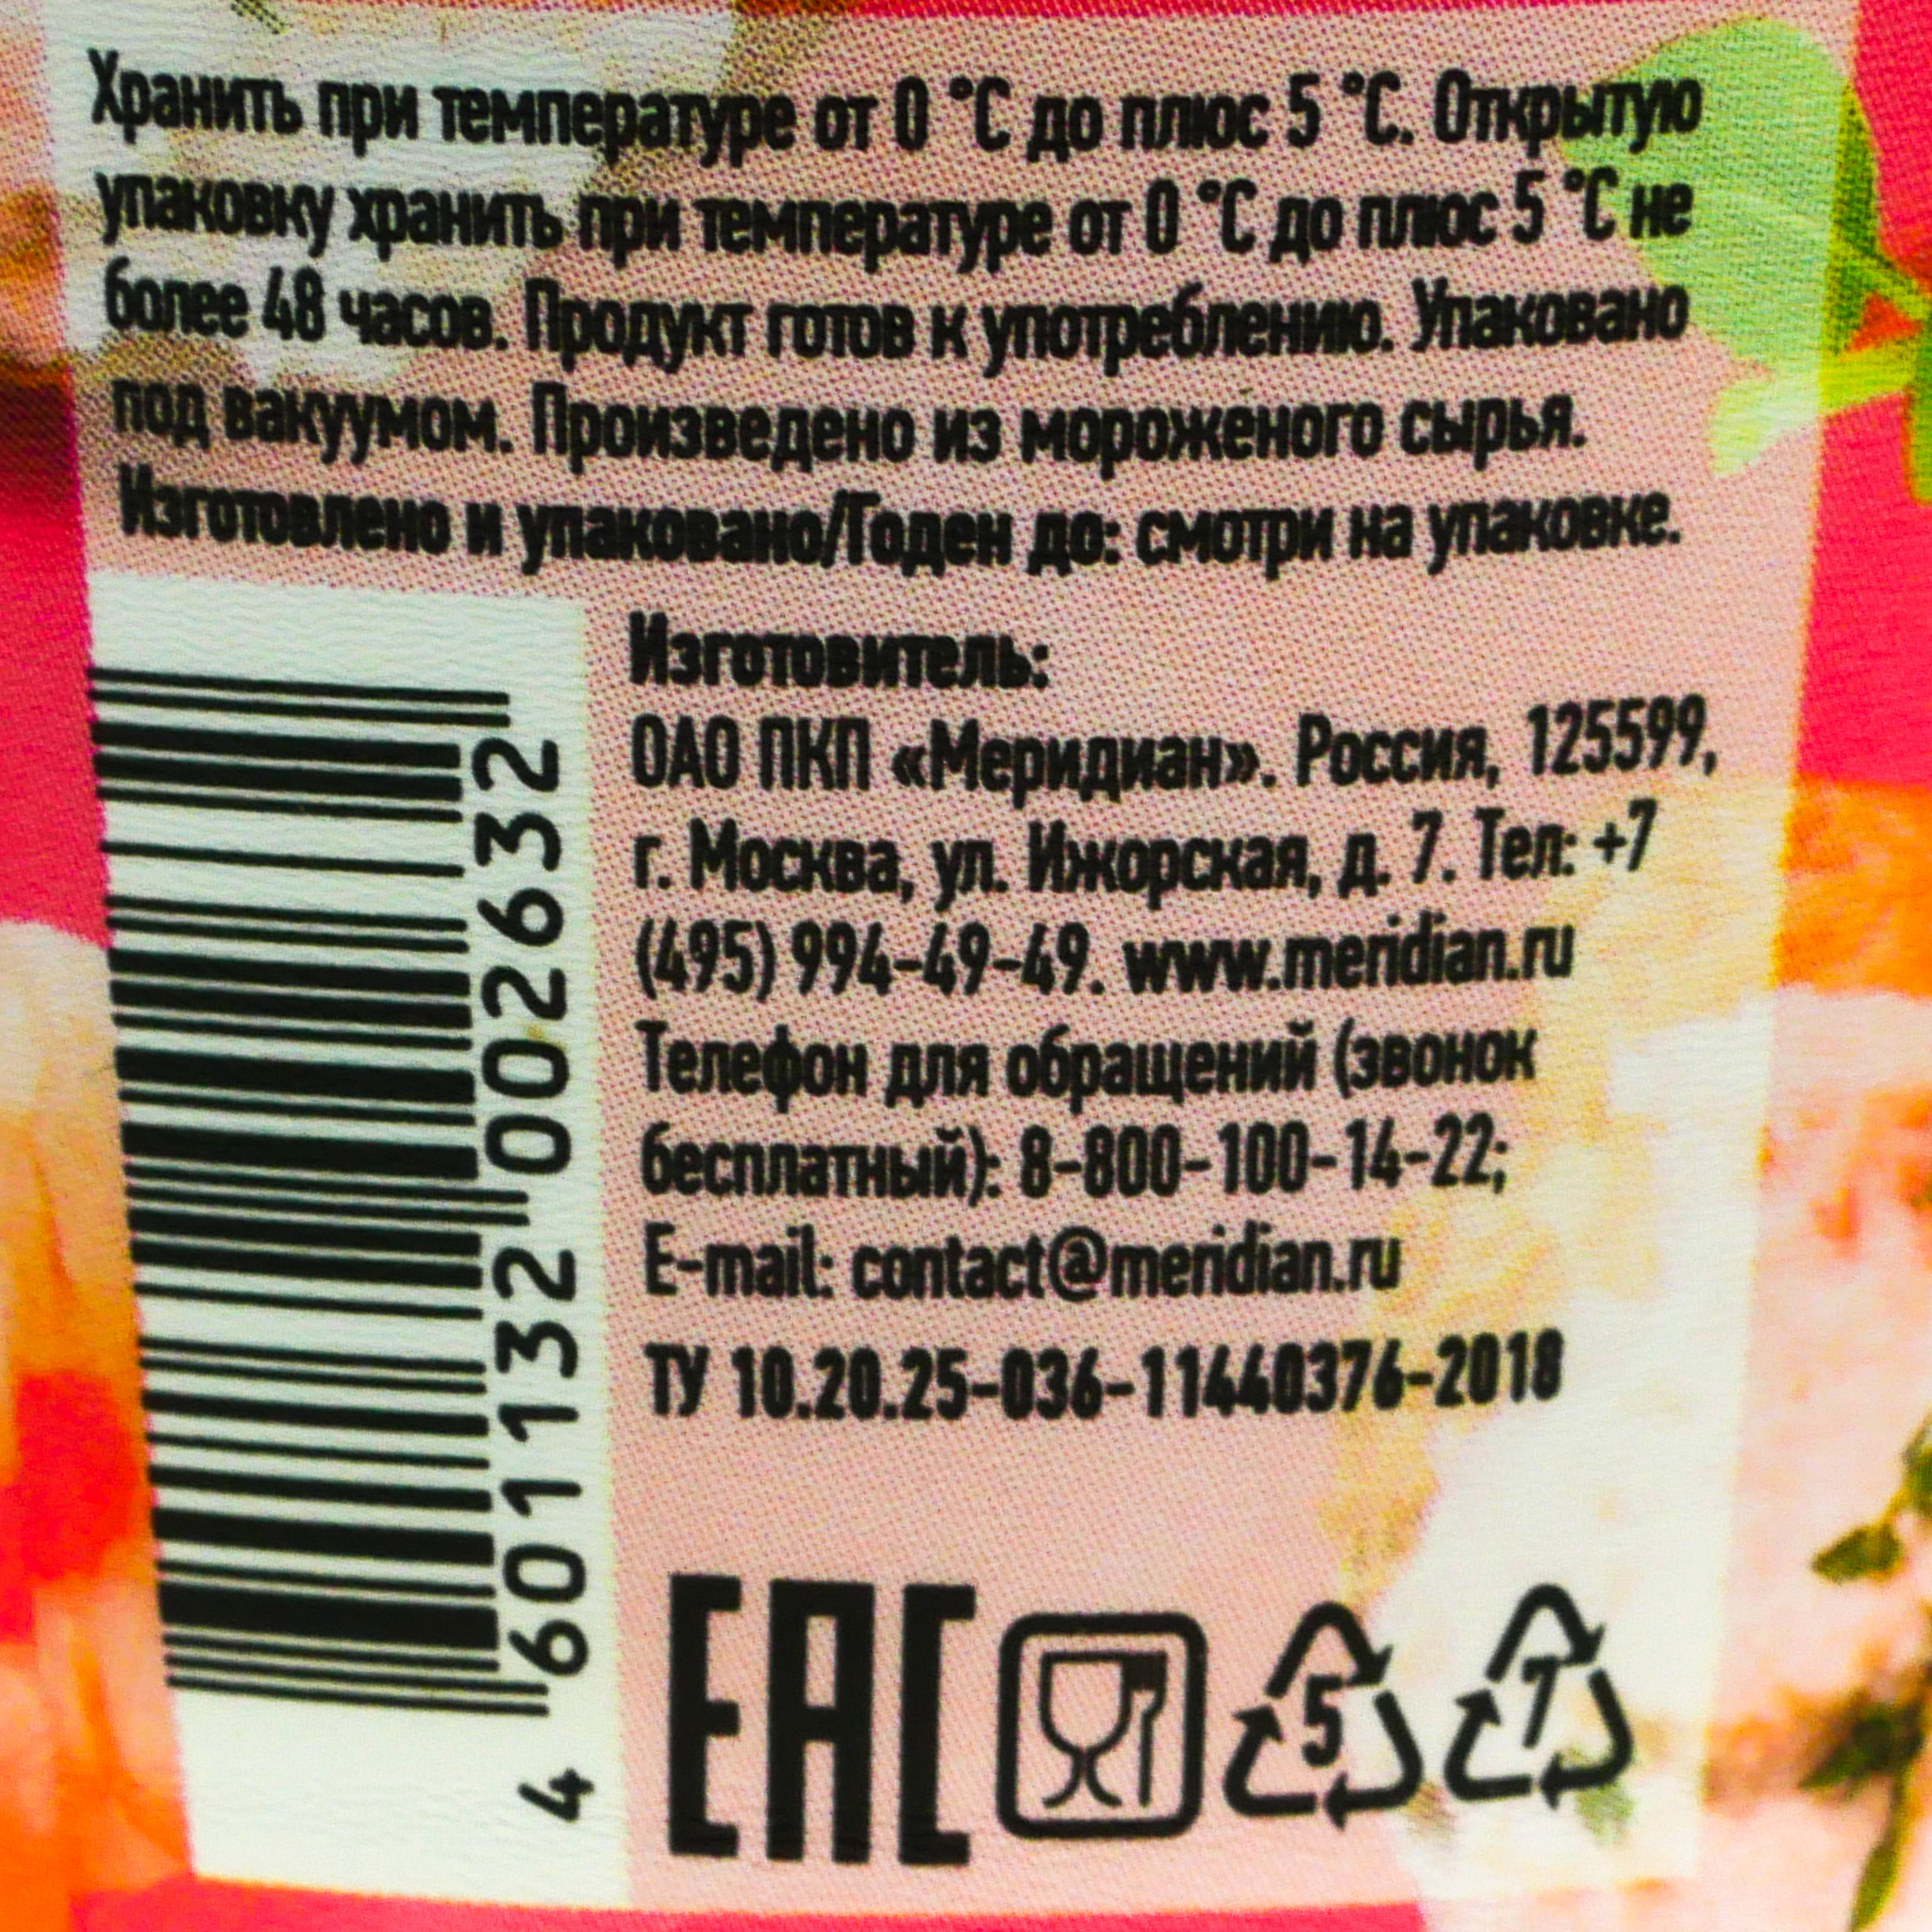 Хранить при температуре от 0 °С до плюс 5 °С. Открытую
упаковку хранить при температуре от 0 °С до плюс 5 °С не
более 48 часов. Продукт готов к употреблению. Упаковано
под вакуумом. Произведено из мороженого сырья.
Изготовлено и упаковано/Годен до: смотри на упаковке.
Изготовитель:
ОАО ПКП «Меридиан». Россия, 125599,
г. Москва, ул. Ижорская, д. 7. Тел: +7
(495) 994-49-49. www.meridian.ru
Телефон для обращений (звонок
бесплатный): 8-800-100-14-22;
E-mail: contact@meridian.ru
ТУ 10.20.25-036-11440376-2018
4 601132 002632
EAC
5
7